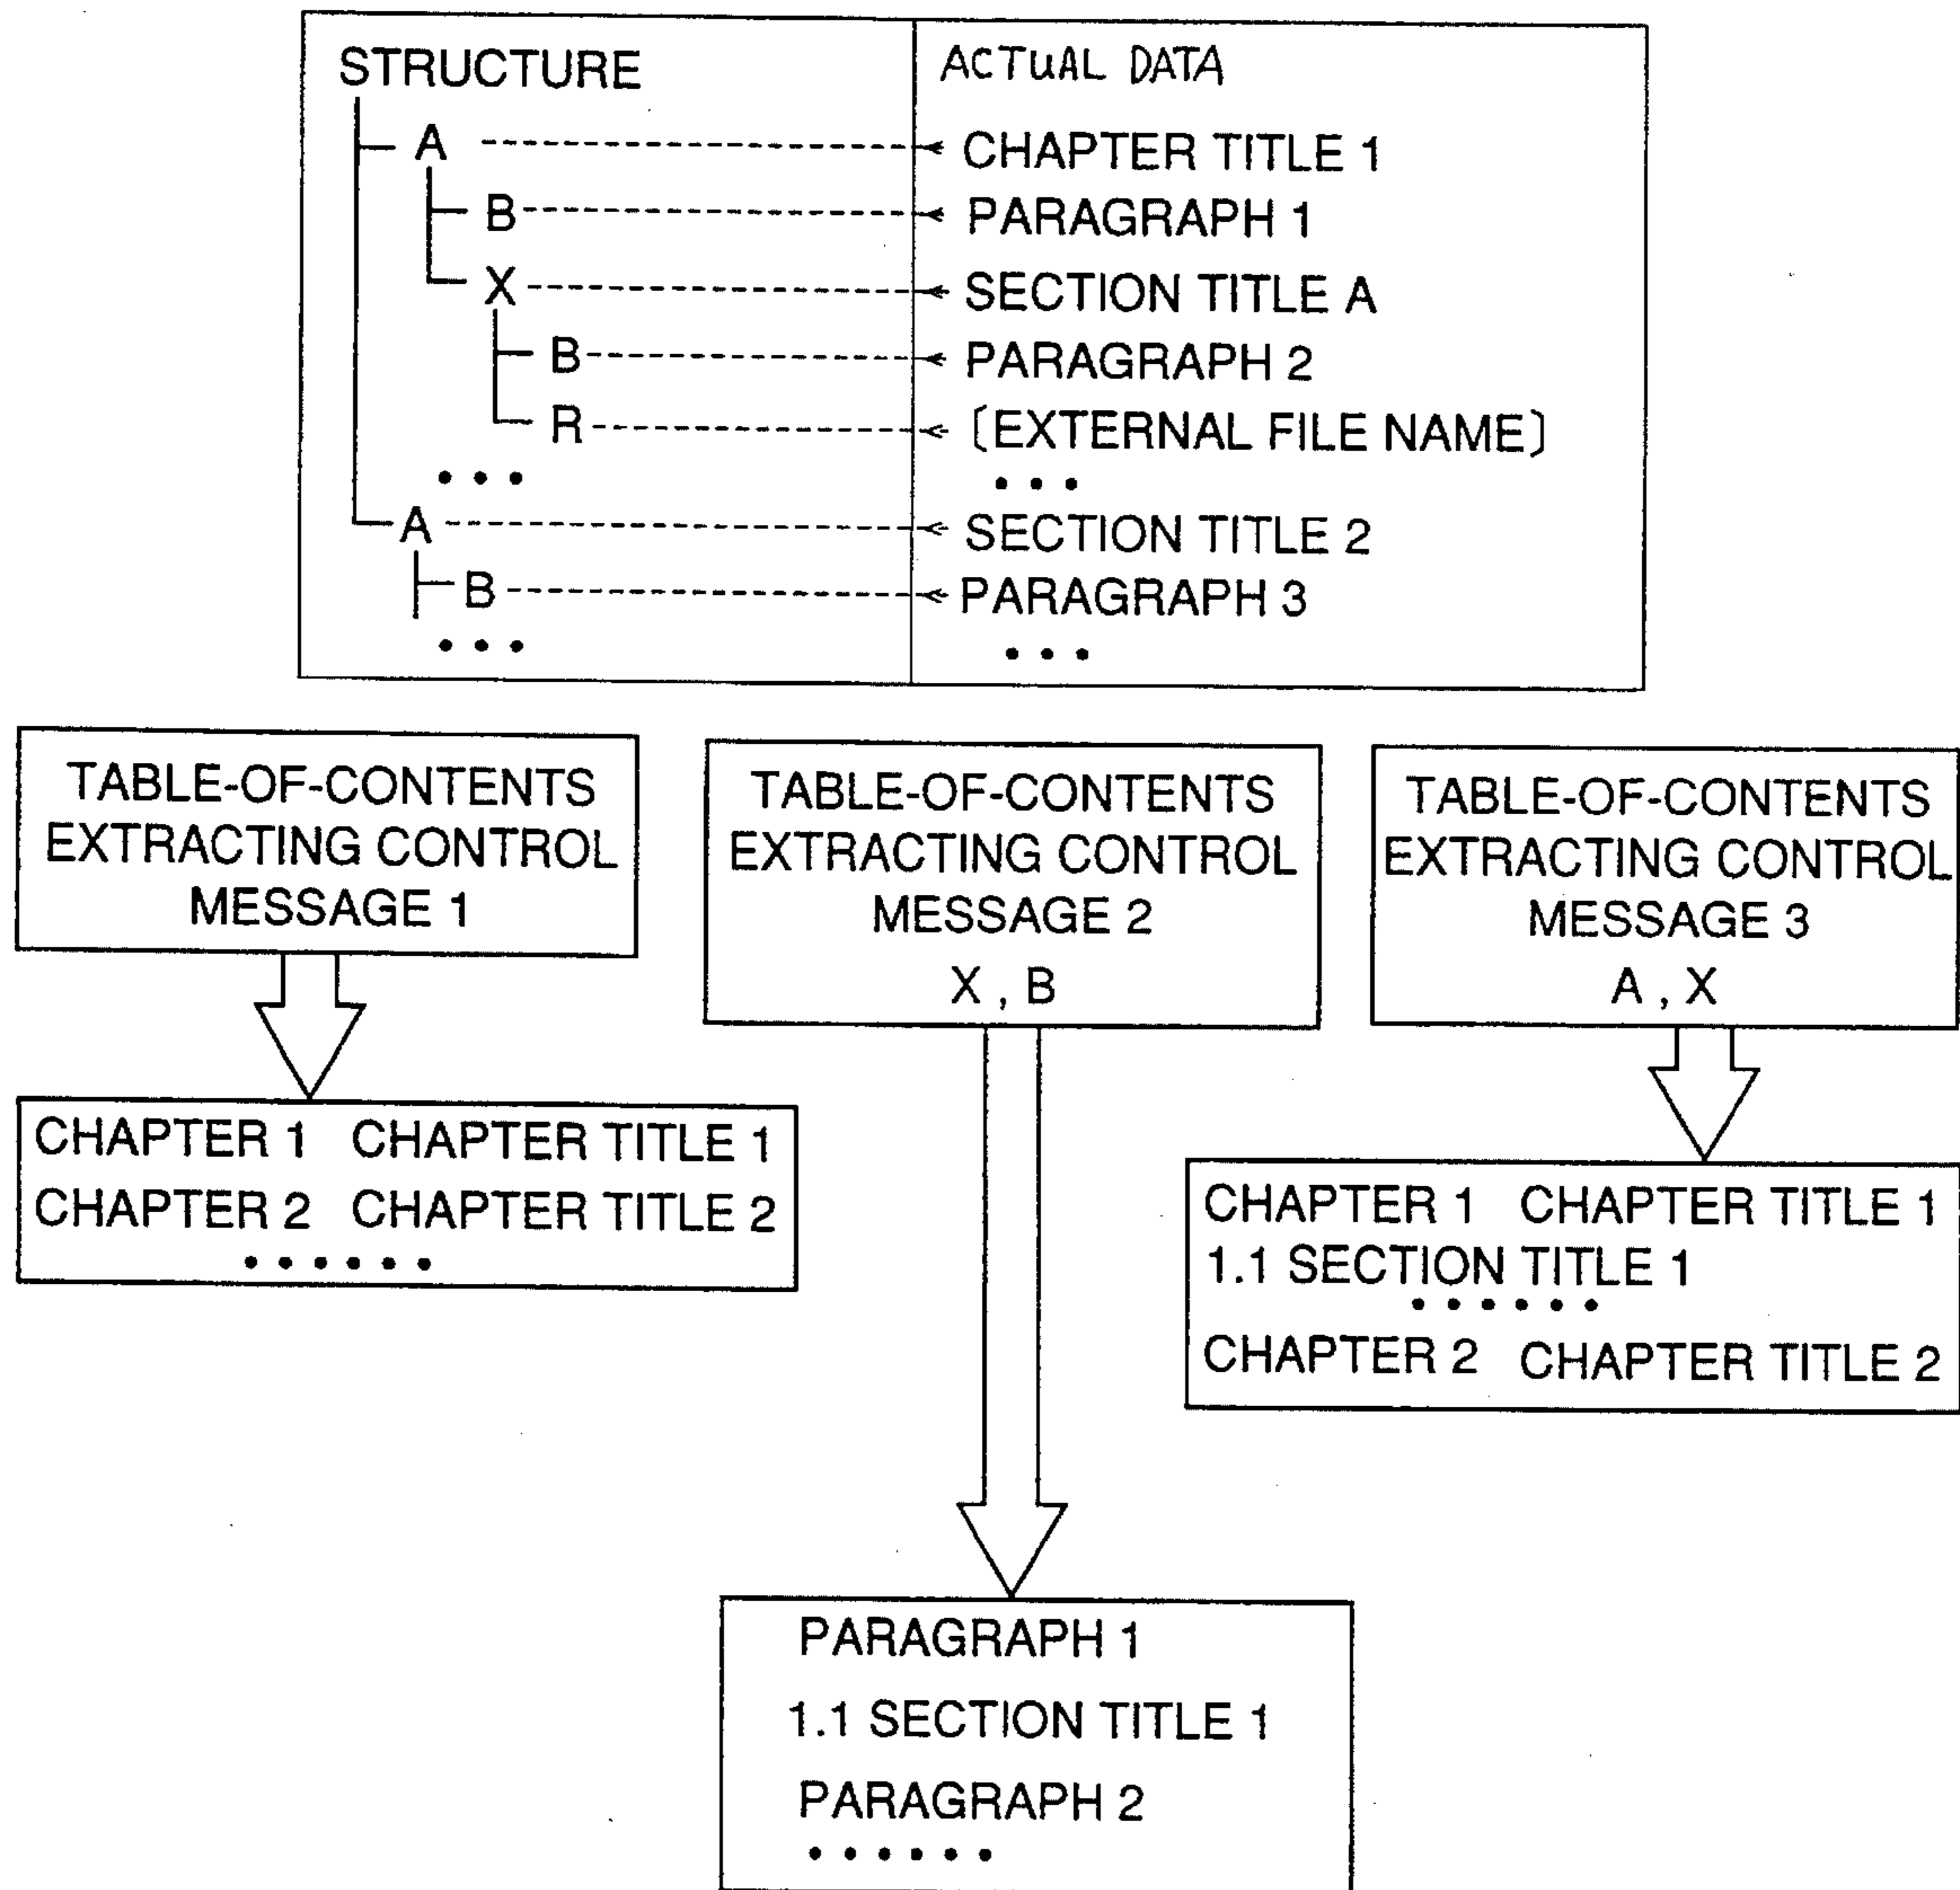 STRUCTURE ACTUAL DATA
A CHAPTER TITLE 1
B PARAGRAPH 1
X SECTION TITLE A
B PARAGRAPH 2
R 〔EXTERNAL FILE NAME〕
• • • • • •
A SECTION TITLE 2
B PARAGRAPH 3
• • • • • •
TABLE-OF-CONTENTS
EXTRACTING CONTROL
MESSAGE 1
TABLE-OF-CONTENTS
EXTRACTING CONTROL
MESSAGE 2
X , B
TABLE-OF-CONTENTS
EXTRACTING CONTROL
MESSAGE 3
A , X
CHAPTER 1 CHAPTER TITLE 1
CHAPTER 2 CHAPTER TITLE 2
• • • • • •
CHAPTER 1 CHAPTER TITLE 1
1.1 SECTION TITLE 1
• • • • • •
CHAPTER 2 CHAPTER TITLE 2
PARAGRAPH 1
1.1 SECTION TITLE 1
PARAGRAPH 2
• • • • • •